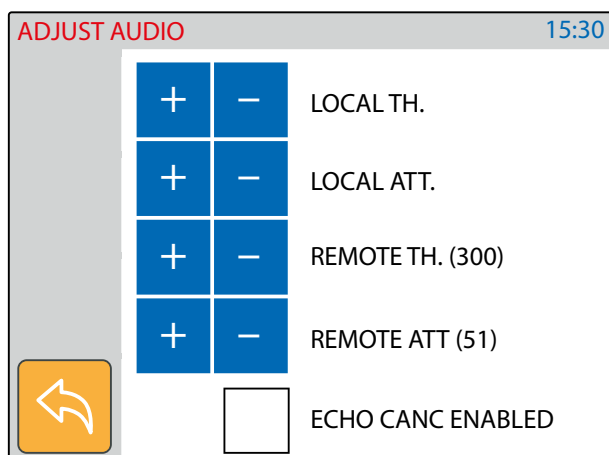 ADJUST AUDIO 15:30
+ − LOCAL TH.
+ − LOCAL ATT.
+ − REMOTE TH. (300)
+ − REMOTE ATT (51)
ECHO CANC ENABLED